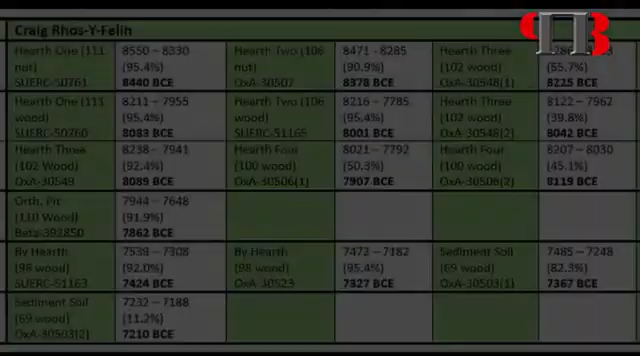 Craig Rhos-Y-Felin
Hearth One (111 nut) SUERC-50761
8550 – 8330 (95.4%) 8440 BCE
Hearth Two (106 nut) OxA-30507
8471 - 8285 (90.9%) 8378 BCE
Hearth Three (102 wood) OxA-30548(1)
(55.7%) 8225 BCE
Hearth One (111 wood) SUERC-50760
8211 – 7955 (95.4%) 8083 BCE
Hearth Two (106 wood) SUERC-51165
8216 – 7785 (95.4%) 8001 BCE
Hearth Three (102 wood) OxA-30548(2)
8122 – 7962 (39.8%) 8042 BCE
Hearth Three (102 Wood) OxA-30549
8238 – 7941 (92.4%) 8089 BCE
Hearth Four (100 wood) OxA-30506(1)
8021 – 7792 (50.3%) 7907 BCE
Hearth Four (100 wood) OxA-30506(2)
8207 – 8030 (45.1%) 8119 BCE
Orth. Pit (110 Wood) Beta-392850
7944 – 7648 (91.9%) 7862 BCE
By Hearth (98 wood) SUERC-51163
7539 – 7308 (92.0%) 7424 BCE
By Hearth (98 wood) OxA-30523
7472 – 7182 (95.4%) 7327 BCE
Sediment Soil (69 wood) OxA-30503(1)
7485 – 7248 (82.3%) 7367 BCE
Sediment Soil (69 wood) OxA-30503(2)
7232 – 7188 (11.2%) 7210 BCE